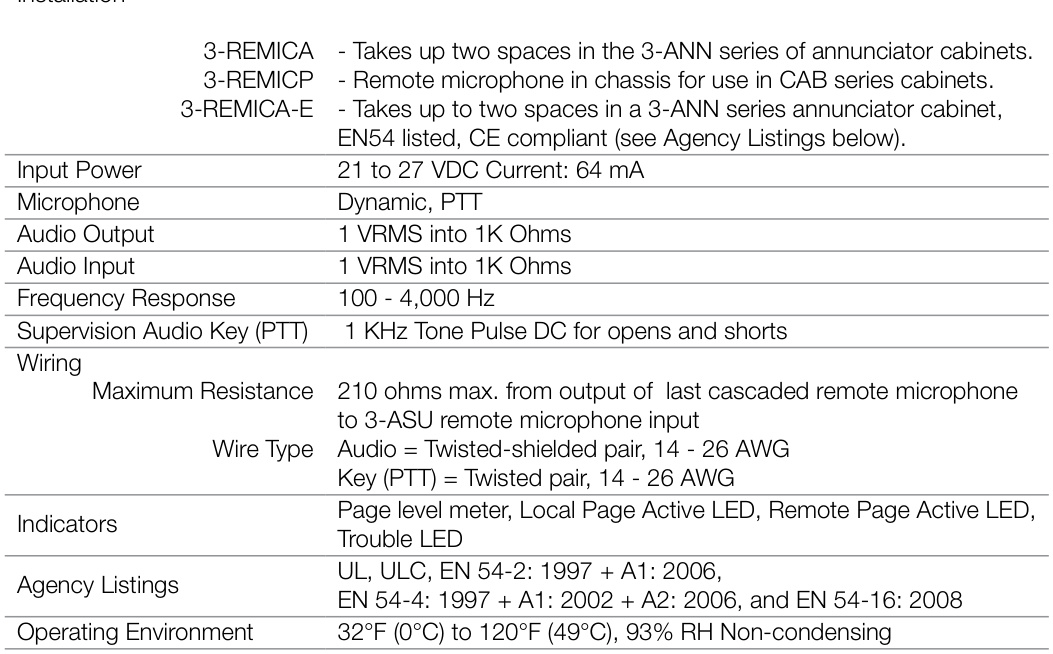 Installation
3-REMICA - Takes up two spaces in the 3-ANN series of annunciator cabinets.
3-REMICP - Remote microphone in chassis for use in CAB series cabinets.
3-REMICA-E - Takes up to two spaces in a 3-ANN series annunciator cabinet,
EN54 listed, CE compliant (see Agency Listings below).
Input Power 21 to 27 VDC Current: 64 mA
Microphone Dynamic, PTT
Audio Output 1 VRMS into 1K Ohms
Audio Input 1 VRMS into 1K Ohms
Frequency Response 100 - 4,000 Hz
Supervision Audio Key (PTT) 1 KHz Tone Pulse DC for opens and shorts
Wiring
Maximum Resistance 210 ohms max. from output of last cascaded remote microphone
to 3-ASU remote microphone input
Wire Type Audio = Twisted-shielded pair, 14 - 26 AWG
Key (PTT) = Twisted pair, 14 - 26 AWG
Indicators Page level meter, Local Page Active LED, Remote Page Active LED,
Trouble LED
Agency Listings UL, ULC, EN 54-2: 1997 + A1: 2006,
EN 54-4: 1997 + A1: 2002 + A2: 2006, and EN 54-16: 2008
Operating Environment 32°F (0°C) to 120°F (49°C), 93% RH Non-condensing